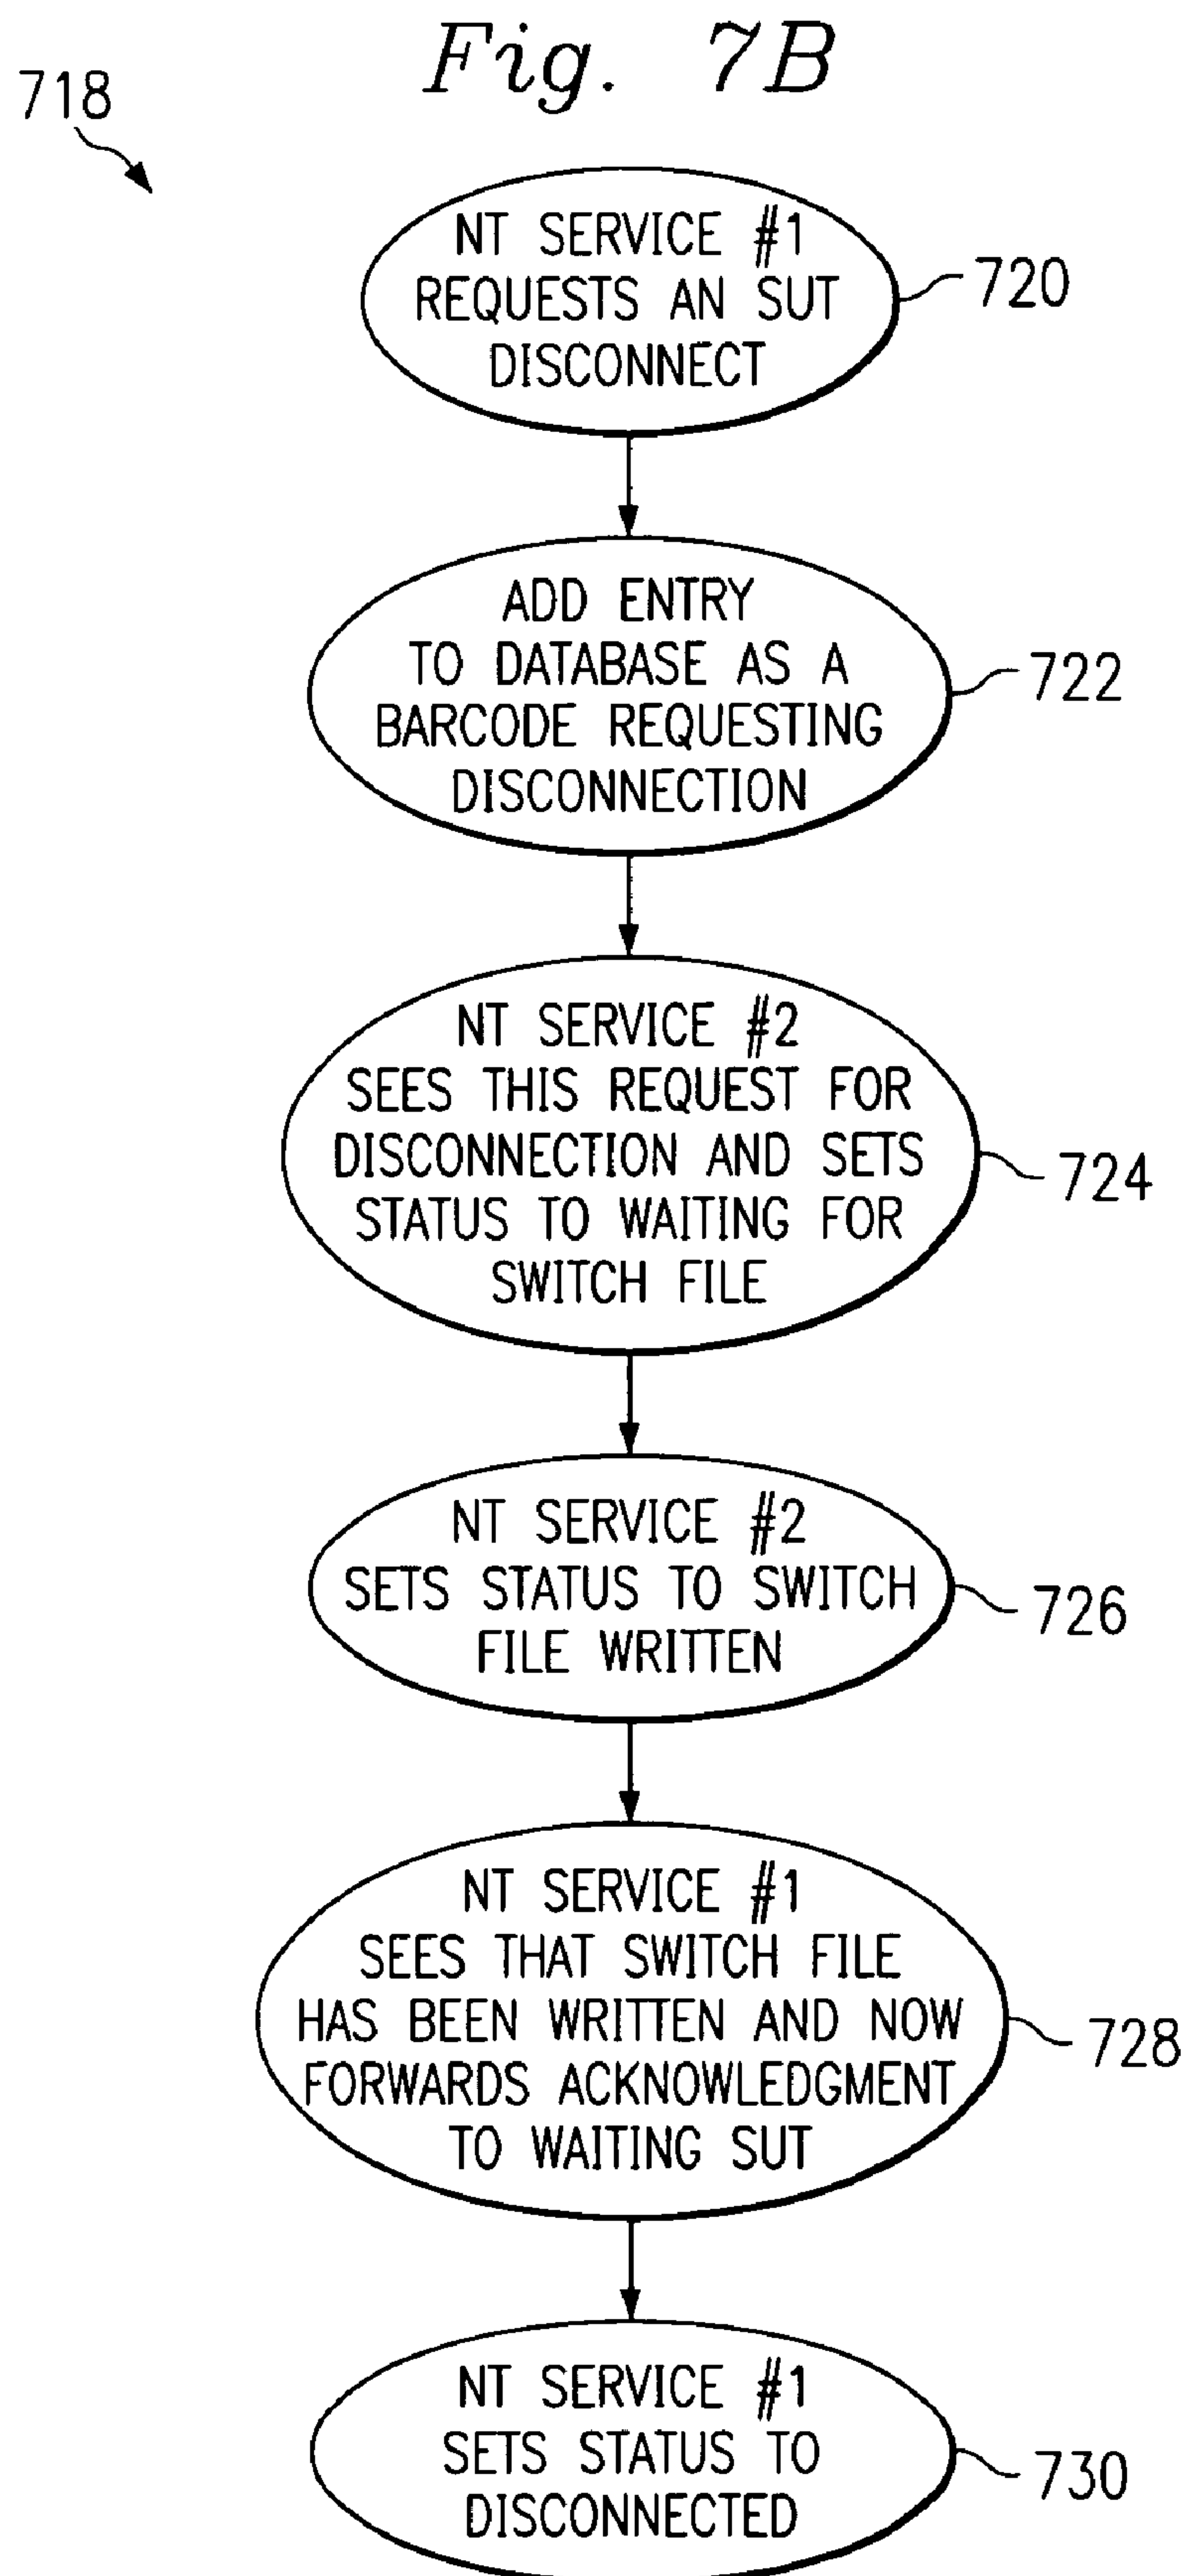 Fig. 7B
718
NT SERVICE #1
REQUESTS AN SUT
DISCONNECT
720
ADD ENTRY
TO DATABASE AS A
BARCODE REQUESTING
DISCONNECTION
722
NT SERVICE #2
SEES THIS REQUEST FOR
DISCONNECTION AND SETS
STATUS TO WAITING FOR
SWITCH FILE
724
NT SERVICE #2
SETS STATUS TO SWITCH
FILE WRITTEN
726
NT SERVICE #1
SEES THAT SWITCH FILE
HAS BEEN WRITTEN AND NOW
FORWARDS ACKNOWLEDGMENT
TO WAITING SUT
728
NT SERVICE #1
SETS STATUS TO
DISCONNECTED
730